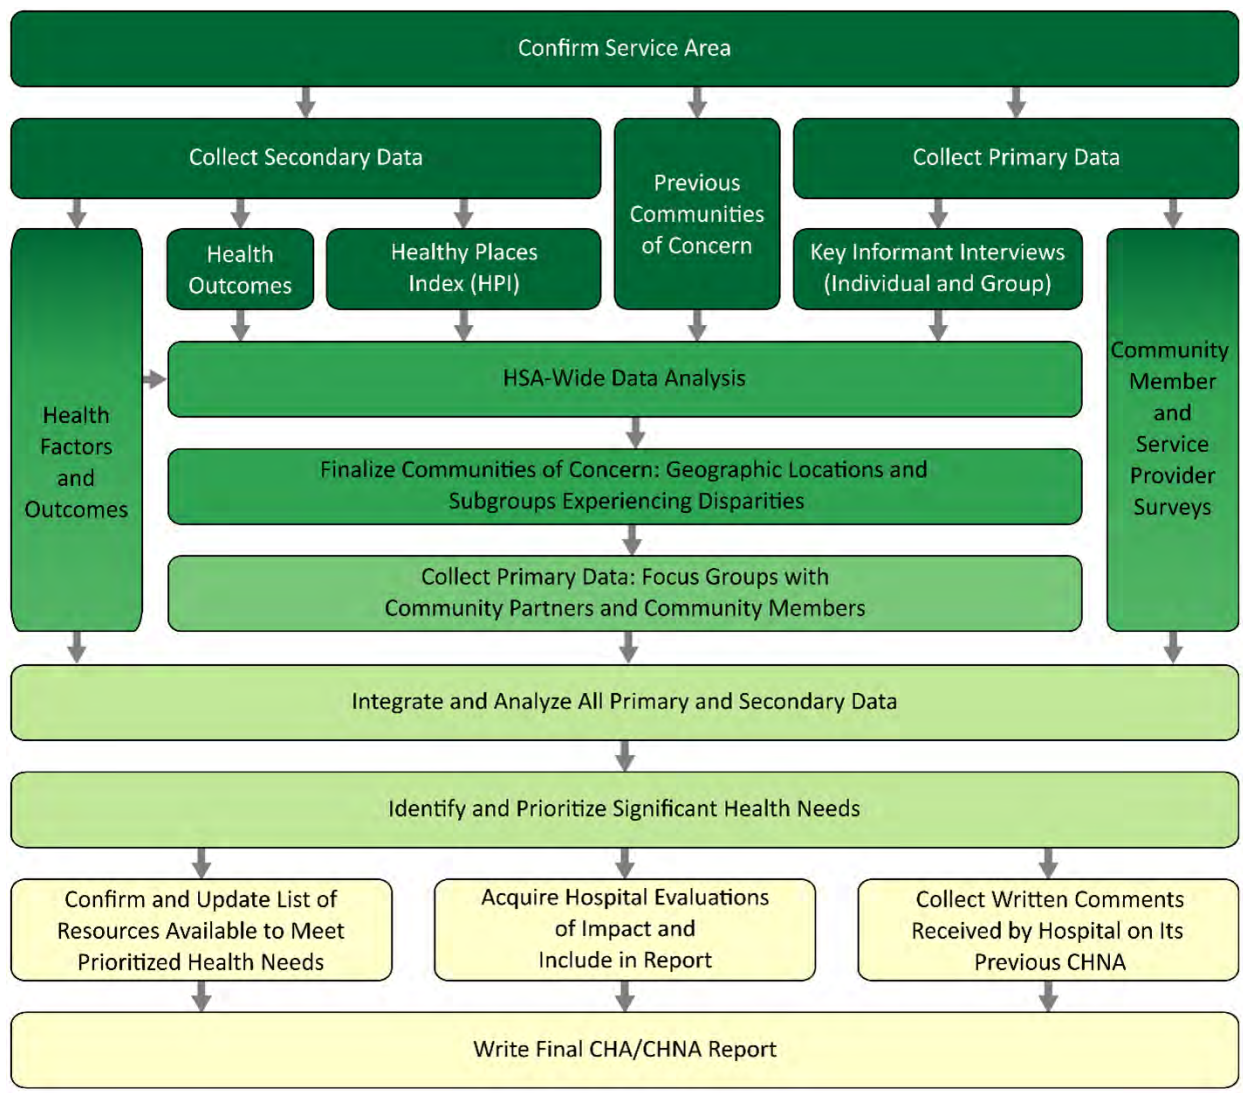 Confirm Service Area
Collect Secondary Data
Previous
Communities
of Concern
Collect Primary Data
Health
Outcomes
Healthy Places
Index (HPI)
Key Informant Interviews
(Individual and Group)
Health
Factors
and
Outcomes
HSA-Wide Data Analysis
Community
Member
and
Service
Provider
Surveys
Finalize Communities of Concern: Geographic Locations and
Subgroups Experiencing Disparities
Collect Primary Data: Focus Groups with
Community Partners and Community Members
Integrate and Analyze All Primary and Secondary Data
Identify and Prioritize Significant Health Needs
Confirm and Update List of
Resources Available to Meet
Prioritized Health Needs
Acquire Hospital Evaluations
of Impact and
Include in Report
Collect Written Comments
Received by Hospital on Its
Previous CHNA
Write Final CHA/CHNA Report